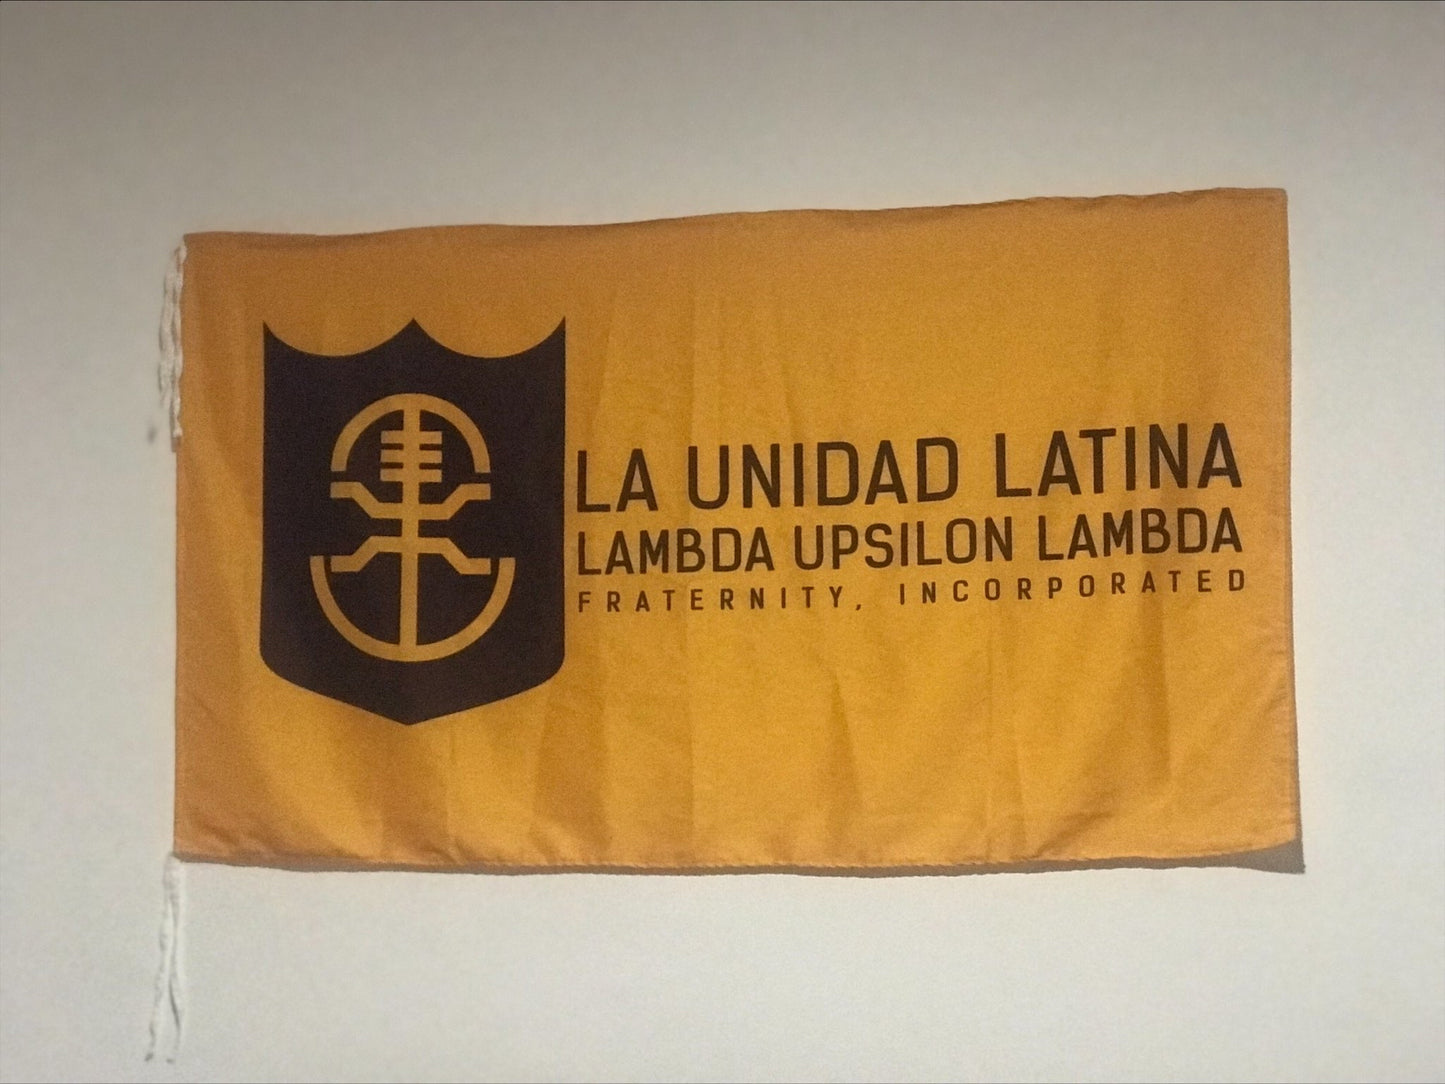 LA UNIDAD LATINA
LAMBDA UPSILON LAMBDA
FRATERNITY, INCORPORATED